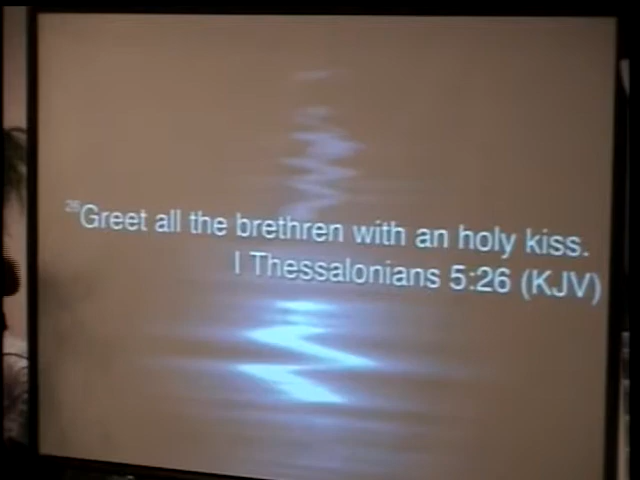 26Greet all the brethren with an holy kiss.
I Thessalonians 5:26 (KJV)